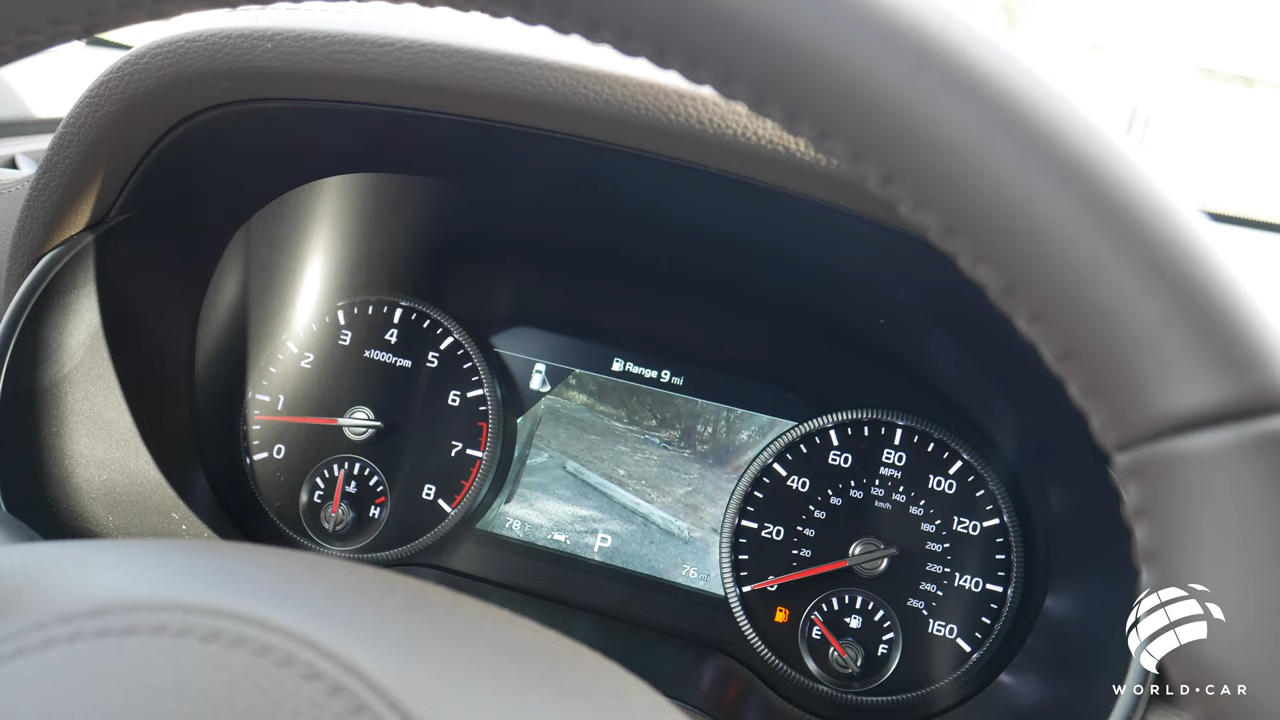 0
1
2
3
4
5
6
7
8
x1000rpm
H
Range 9 mi
78°F
P
76 mi
20
40
60
80
100
120
140
160
MPH
20
40
60
80
100
120
140
160
180
200
220
240
260
km/h
E
F
WORLD•CAR